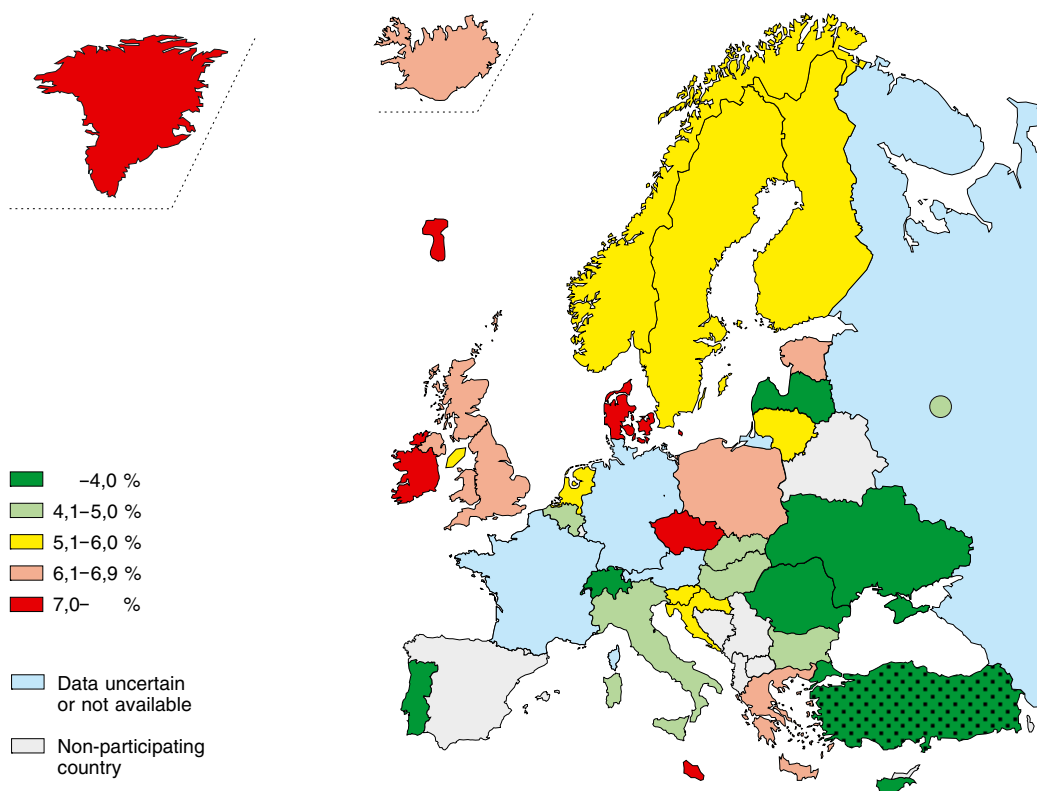 –4,0 %
4,1–5,0 %
5,1–6,0 %
6,1–6,9 %
7,0– %
Data uncertain
or not available
Non-participating
country